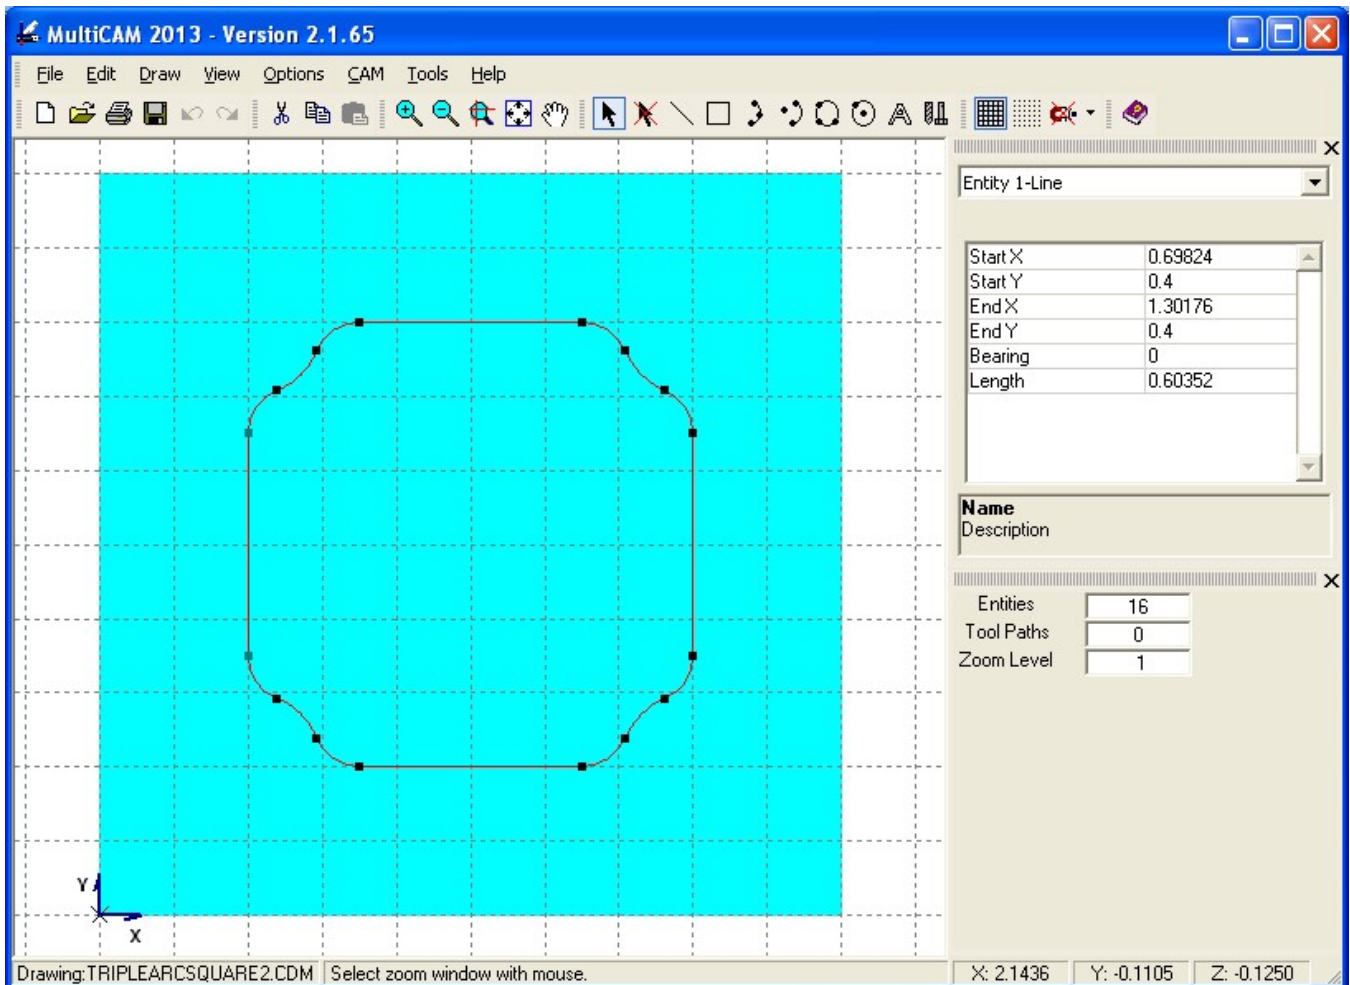 MultiCAM 2013 - Version 2.1.65
File Edit Draw View Options CAM Tools Help
Entity 1-Line
Start X 0.69824
Start Y 0.4
End X 1.30176
End Y 0.4
Bearing 0
Length 0.60352
Name
Description
Entities 16
Tool Paths 0
Zoom Level 1
Y
X
Drawing:TRIPLEARCSQUARE2.CDM Select zoom window with mouse. X: 2.1436 Y: -0.1105 Z: -0.1250